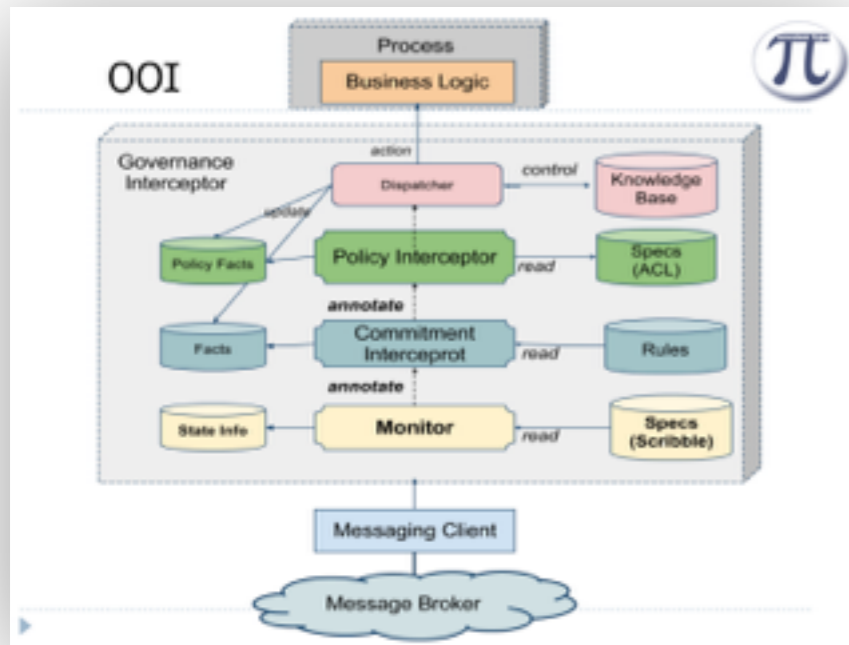 OOI
π
Process
Business Logic
Governance
Interceptor
action
Dispatcher
control
Knowledge
Base
update
Policy Facts
Policy Interceptor
read
Specs
(ACL)
annotate
Facts
Commitment
Interceprot
read
Rules
annotate
State Info
Monitor
read
Specs
(Scribble)
Messaging Client
Message Broker